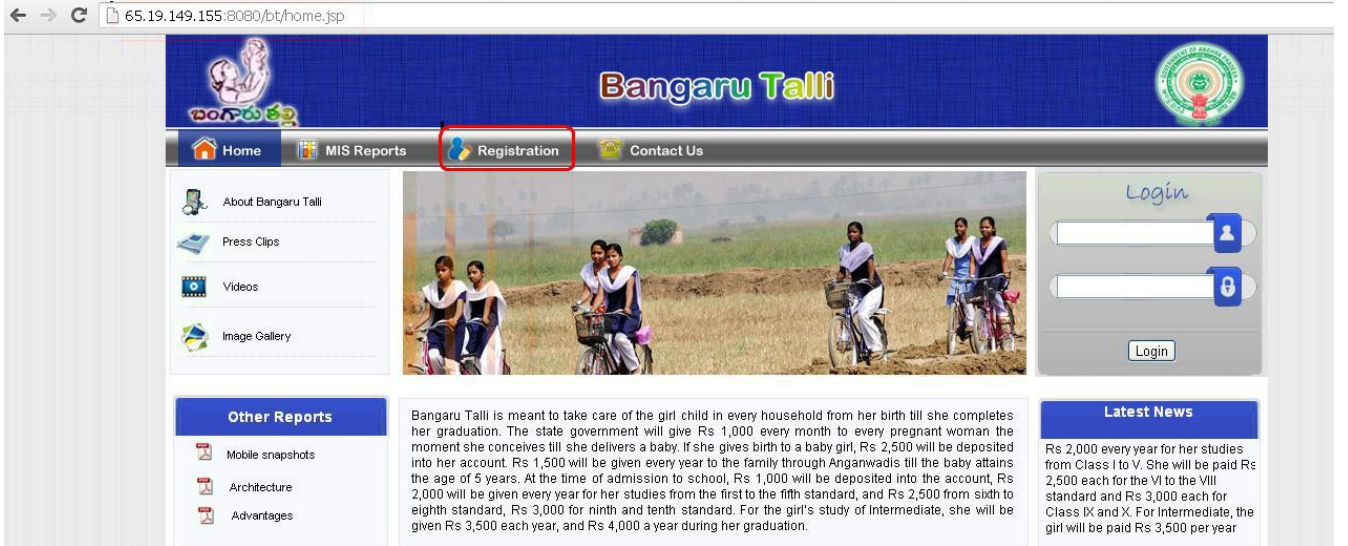 65.19.149.155:8080/bt/home.jsp
బంగారు తల్లి
Bangaru Talli
Home MIS Reports Registration Contact Us
About Bangaru Talli
Press Clips
Videos
Image Gallery
Login
Login
Other Reports
Mobile snapshots
Architecture
Advantages
Bangaru Talli is meant to take care of the girl child in every household from her birth till she completes
her graduation. The state government will give Rs 1,000 every month to every pregnant woman the
moment she conceives till she delivers a baby. If she gives birth to a baby girl, Rs 2,500 will be deposited
into her account. Rs 1,500 will be given every year to the family through Anganwadis till the baby attains
the age of 5 years. At the time of admission to school, Rs 1,000 will be deposited into the account, Rs
2,000 will be given every year for her studies from the first to the fifth standard, and Rs 2,500 from sixth to
eighth standard, Rs 3,000 for ninth and tenth standard. For the girl's study of Intermediate, she will be
given Rs 3,500 each year, and Rs 4,000 a year during her graduation.
Latest News
Rs 2,000 every year for her studies
from Class I to V. She will be paid Rs
2,500 each for the VI to the VIII
standard and Rs 3,000 each for
Class IX and X. For Intermediate, the
girl will be paid Rs 3,500 per year